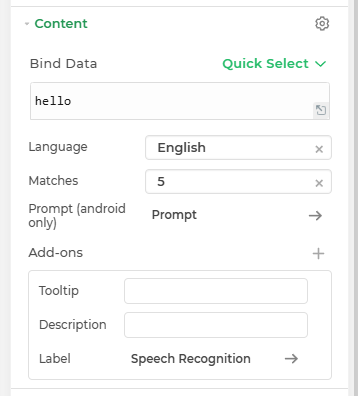 Content
Bind Data Quick Select
hello
Language English
Matches 5
Prompt (android
only) Prompt
Add-ons
Tooltip
Description
Label Speech Recognition